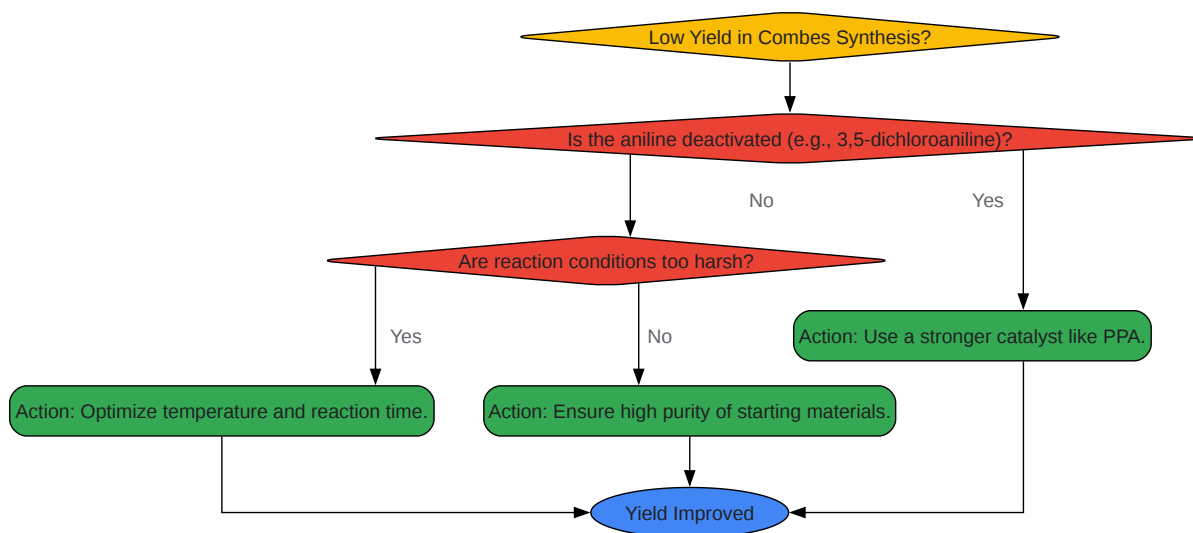 Low Yield in Combes Synthesis?
Is the aniline deactivated (e.g., 3,5-dichloroaniline)?
No
Yes
Are reaction conditions too harsh?
Yes
No
Action: Use a stronger catalyst like PPA.
Action: Optimize temperature and reaction time.
Action: Ensure high purity of starting materials.
Yield Improved